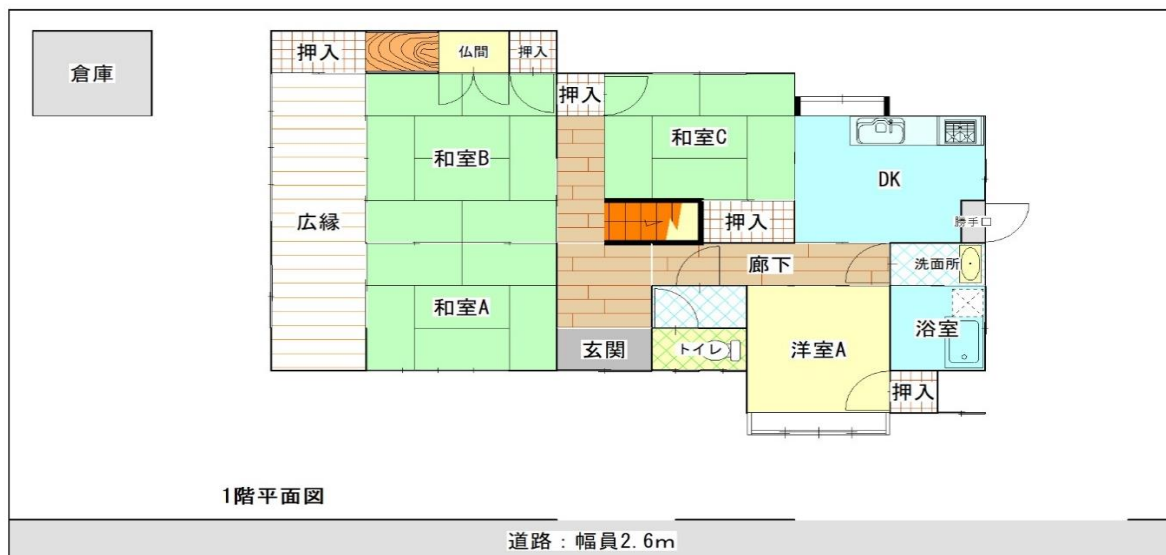 倉庫
押入
仏間
押入
押入
和室B
和室C
DK
広縁
押入
勝手口
廊下
洗面所
和室A
玄関
トイレ
洋室A
浴室
押入
1階平面図
道路：幅員2.6m